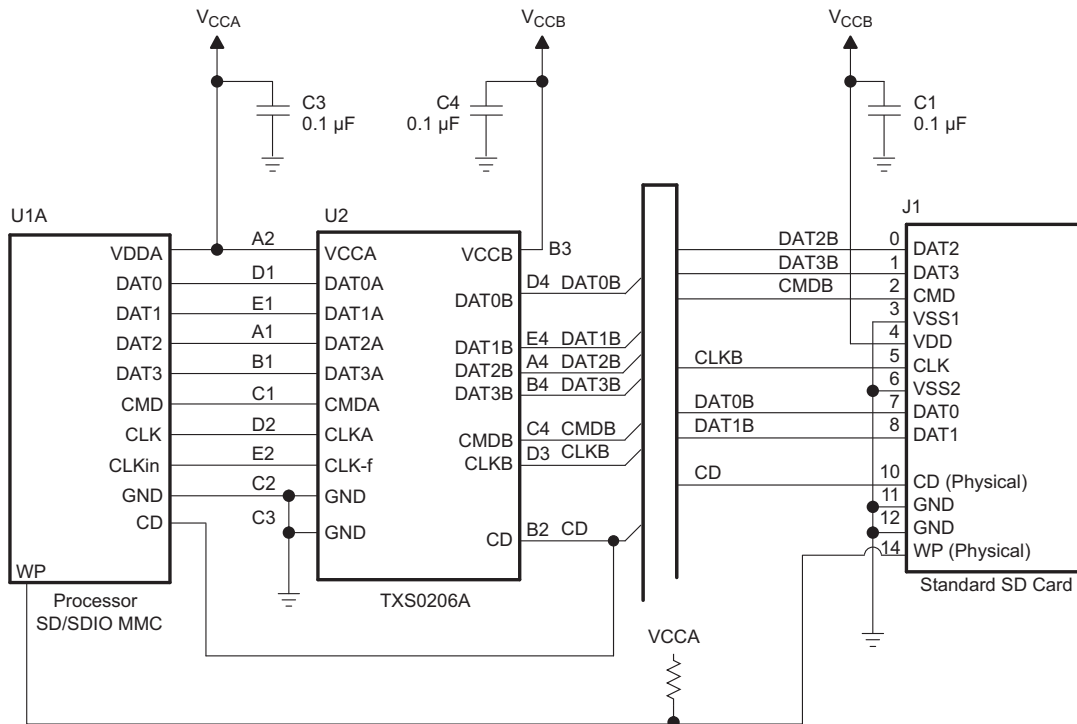 VCCA
VCCB
VCCB
C3
0.1 µF
C4
0.1 µF
C1
0.1 µF
U1A
VDDA
DAT0
DAT1
DAT2
DAT3
CMD
CLK
CLKin
GND
CD
WP
Processor
SD/SDIO MMC
A2
D1
E1
A1
B1
C1
D2
E2
C2
C3
U2
VCCA
DAT0A
DAT1A
DAT2A
DAT3A
CMDA
CLKA
CLK-f
GND
GND
VCCB
DAT0B
DAT1B
DAT2B
DAT3B
CMDB
CLKB
CD
TXS0206A
B3
D4 DAT0B
E4 DAT1B
A4 DAT2B
B4 DAT3B
C4 CMDB
D3 CLKB
B2 CD
DAT2B
DAT3B
CMDB
CLKB
DAT0B
DAT1B
CD
VCCA
J1
0 DAT2
1 DAT3
2 CMD
3 VSS1
4 VDD
5 CLK
6 VSS2
7 DAT0
8 DAT1
10 CD (Physical)
11 GND
12 GND
14 WP (Physical)
Standard SD Card